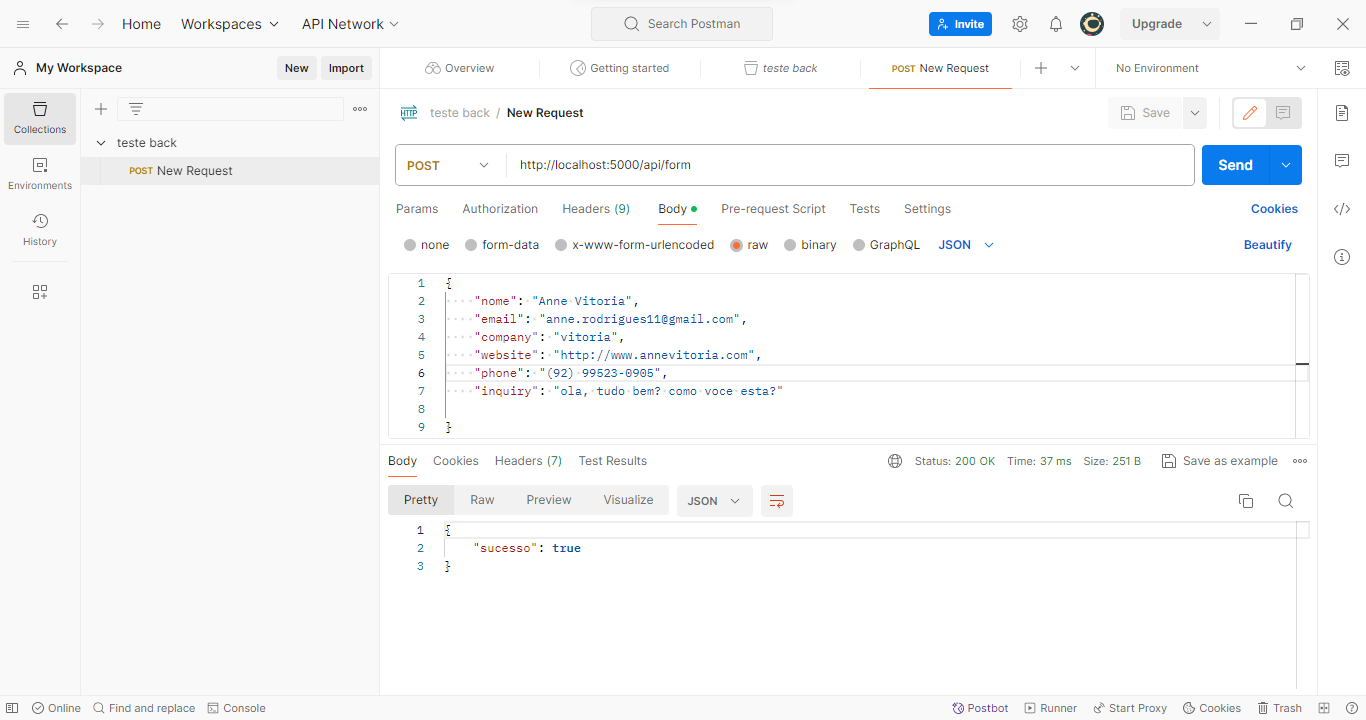 Home Workspaces API Network Search Postman Invite Upgrade
My Workspace New Import Overview Getting started teste back POST New Request No Environment
Collections
Environments
History
teste back
POST New Request
HTTP teste back / New Request Save
POST http://localhost:5000/api/form Send
Params Authorization Headers (9) Body Pre-request Script Tests Settings Cookies
none form-data x-www-form-urlencoded raw binary GraphQL JSON Beautify
1 {
2 "nome": "Anne Vitoria",
3 "email": "anne.rodrigues11@gmail.com",
4 "company": "vitoria",
5 "website": "http://www.annevitoria.com",
6 "phone": "(92) 99523-0905",
7 "inquiry": "ola, tudo bem? como voce esta?"
8
9 }
Body Cookies Headers (7) Test Results Status: 200 OK Time: 37 ms Size: 251 B Save as example
Pretty Raw Preview Visualize JSON
1 {
2 "sucesso": true
3 }
Online Find and replace Console Postbot Runner Start Proxy Cookies Trash